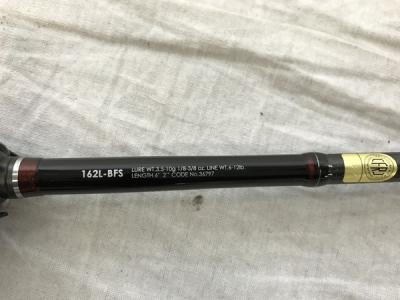 162L-BFS
LURE WT.3.5-10g 1/8-3/8 oz. LINE WT.6-12lb
LENGTH 6' 2" CODE No.36797